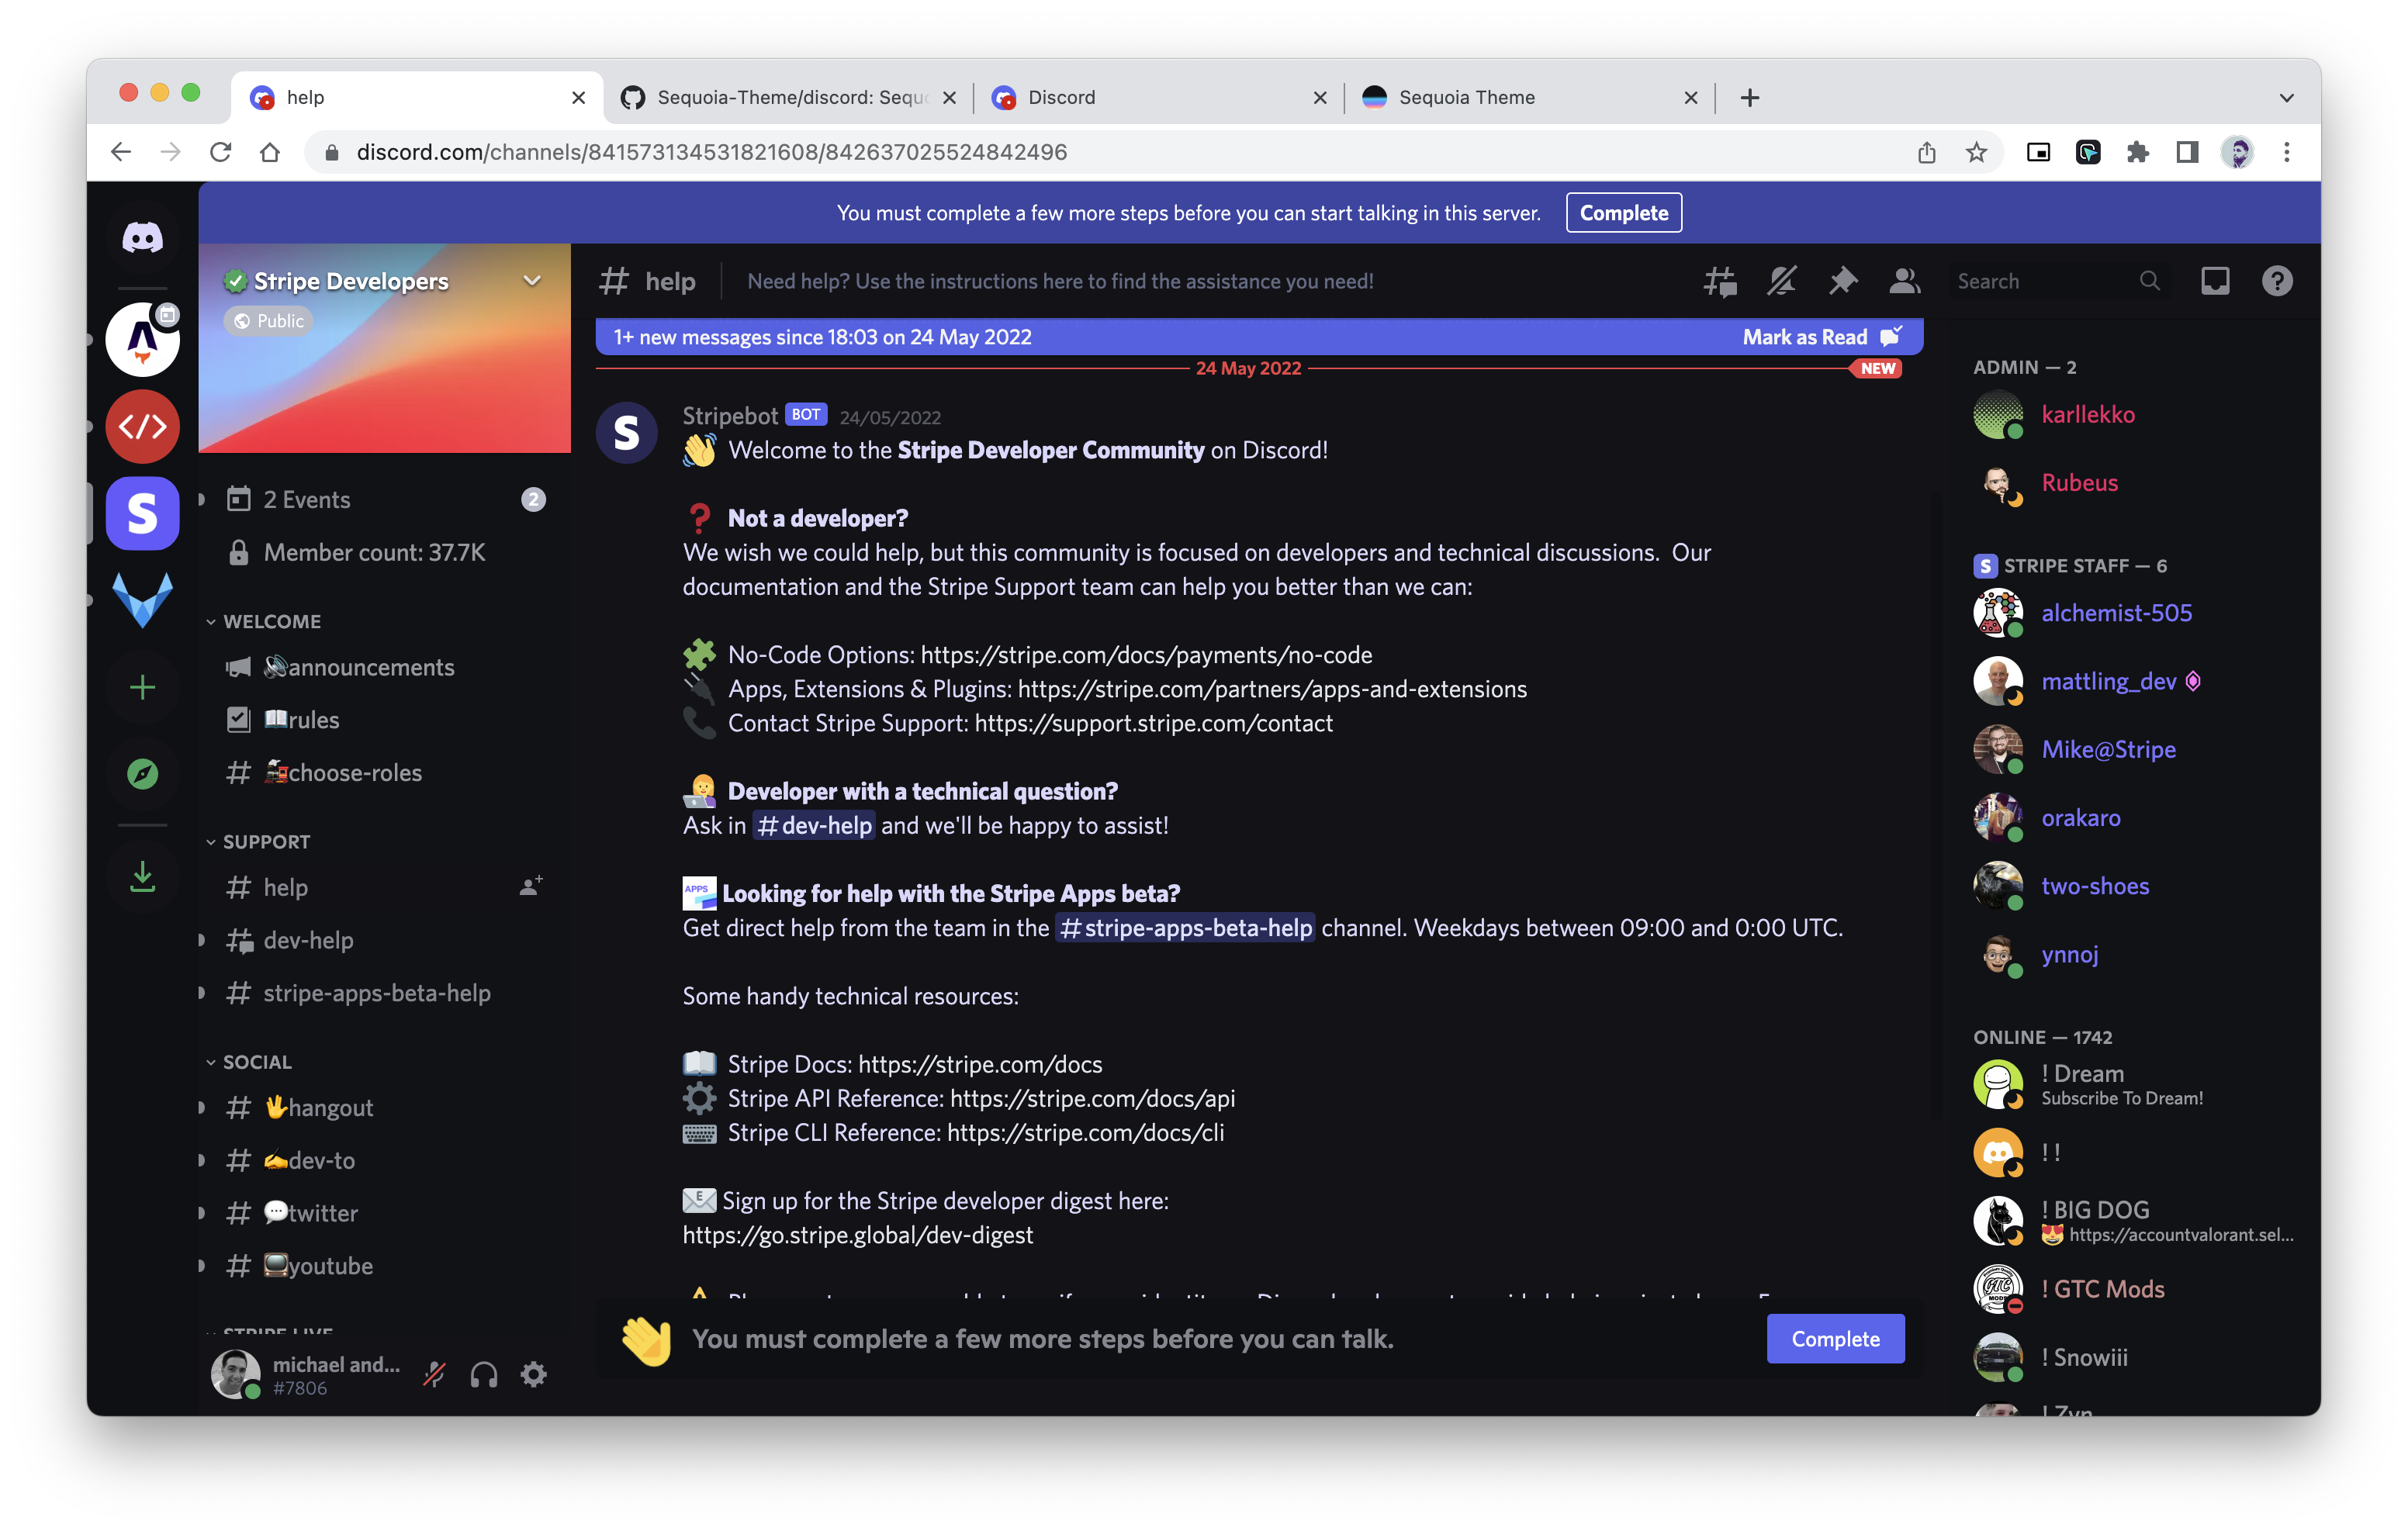 help
Sequoia-Theme/discord: Sequo
Discord
Sequoia Theme
discord.com/channels/841573134531821608/842637025524842496
You must complete a few more steps before you can start talking in this server.
Complete
Stripe Developers
Public
2 Events
2
Member count: 37.7K
WELCOME
announcements
rules
choose-roles
SUPPORT
help
dev-help
stripe-apps-beta-help
SOCIAL
hangout
dev-to
twitter
youtube
STRIPE LIVE
michael and...
#7806
help
Need help? Use the instructions here to find the assistance you need!
Search
1+ new messages since 18:03 on 24 May 2022
Mark as Read
24 May 2022
NEW
S
Stripebot BOT 24/05/2022
Welcome to the Stripe Developer Community on Discord!
Not a developer?
We wish we could help, but this community is focused on developers and technical discussions. Our
documentation and the Stripe Support team can help you better than we can:
No-Code Options: https://stripe.com/docs/payments/no-code
Apps, Extensions & Plugins: https://stripe.com/partners/apps-and-extensions
Contact Stripe Support: https://support.stripe.com/contact
Developer with a technical question?
Ask in #dev-help and we'll be happy to assist!
APPS Looking for help with the Stripe Apps beta?
Get direct help from the team in the #stripe-apps-beta-help channel. Weekdays between 09:00 and 0:00 UTC.
Some handy technical resources:
Stripe Docs: https://stripe.com/docs
Stripe API Reference: https://stripe.com/docs/api
Stripe CLI Reference: https://stripe.com/docs/cli
Sign up for the Stripe developer digest here:
https://go.stripe.global/dev-digest
You must complete a few more steps before you can talk.
Complete
ADMIN — 2
karllekko
Rubeus
S STRIPE STAFF — 6
alchemist-505
mattling_dev
Mike@Stripe
orakaro
two-shoes
ynnoj
ONLINE — 1742
! Dream
Subscribe To Dream!
! !
! BIG DOG
https://accountvalorant.sel...
! GTC Mods
! Snowiii
! Zyn